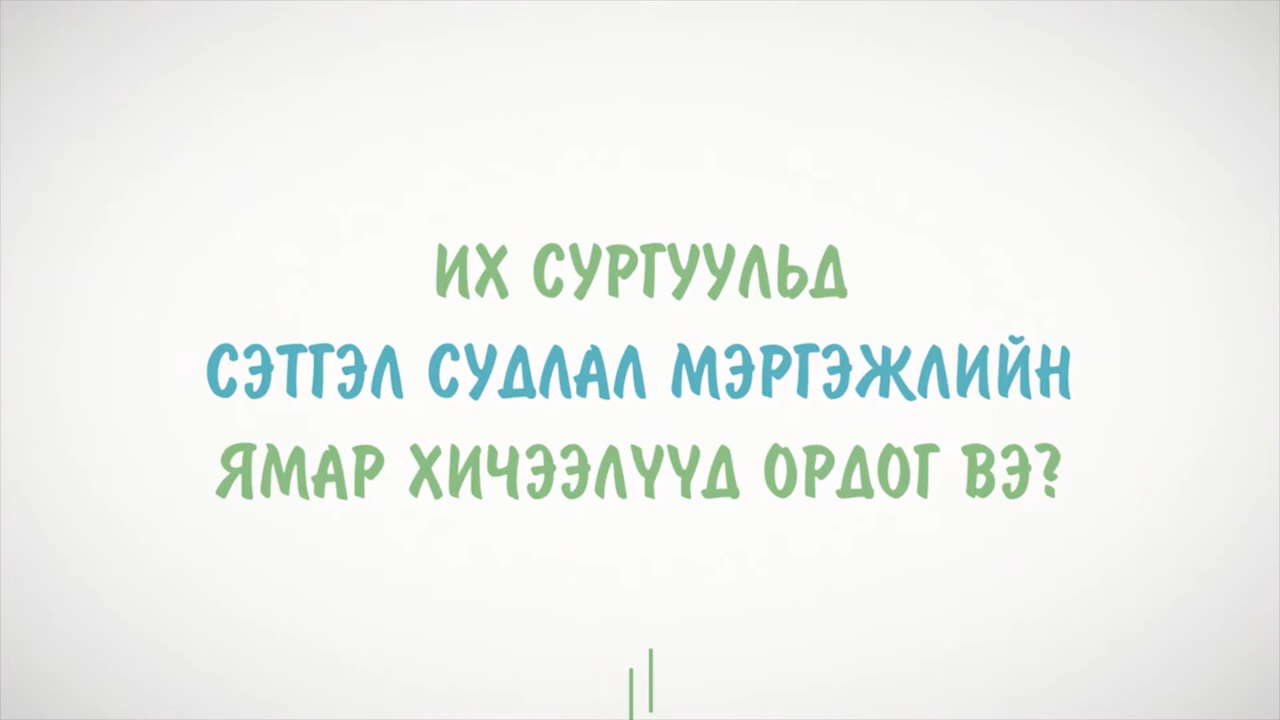 ИХ СУРГУУЛЬД
СЭТГЭЛ СУДЛАЛ МЭРГЭЖЛИЙН
ЯМАР ХИЧЭЭЛҮҮД ОРДОГ ВЭ?